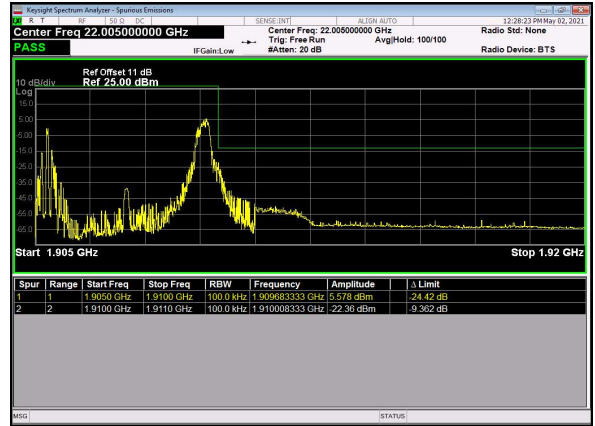 Keysight Spectrum Analyzer - Spurious Emissions
R T RF 50 Ω DC SENSE:INT ALIGN AUTO 12:28:23 PM May 02, 2021
Center Freq 22.005000000 GHz Center Freq: 22.005000000 GHz Radio Std: None
Trig: Free Run Avg|Hold: 100/100
PASS IFGain:Low #Atten: 20 dB Radio Device: BTS
Ref Offset 11 dB
10 dB/div Ref 25.00 dBm
Log
15.0
5.00
-5.00
-15.0
-25.0
-35.0
-45.0
-55.0
-65.0
Start 1.905 GHz Stop 1.92 GHz
Spur Range Start Freq Stop Freq RBW Frequency Amplitude Δ Limit
1 1 1.9050 GHz 1.9100 GHz 100.0 kHz 1.909683333 GHz 5.578 dBm -24.42 dB
2 2 1.9100 GHz 1.9110 GHz 100.0 kHz 1.910008333 GHz -22.36 dBm -9.362 dB
MSG STATUS